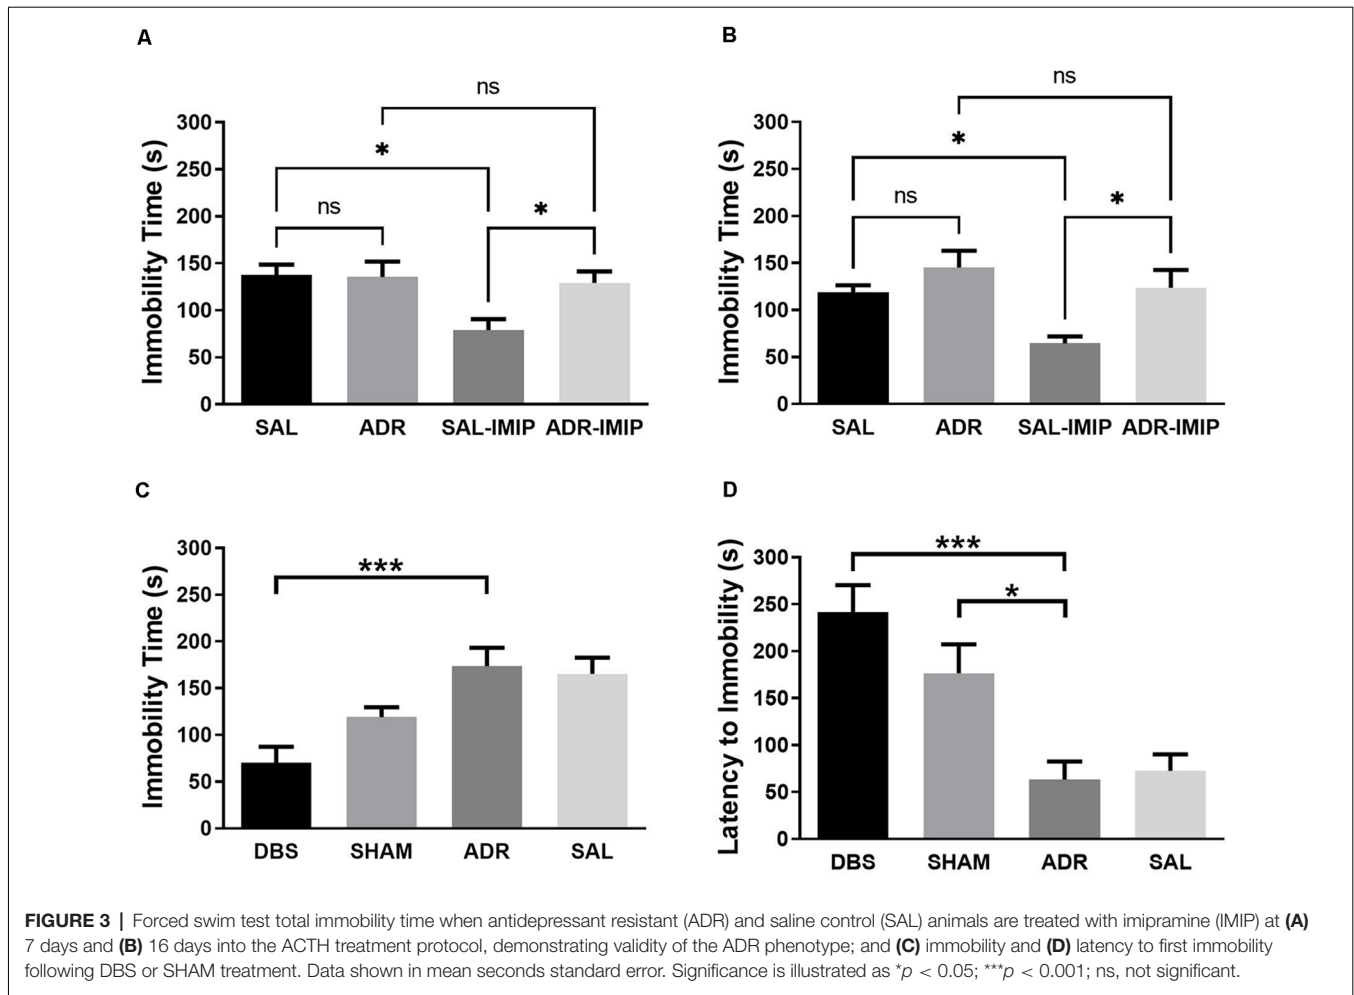 A
ns
*
ns
*
Immobility Time (s)
300
250
200
150
100
50
0
SAL ADR SAL-IMIP ADR-IMIP
B
ns
*
ns
*
Immobility Time (s)
300
250
200
150
100
50
0
SAL ADR SAL-IMIP ADR-IMIP
C
***
Immobility Time (s)
300
250
200
150
100
50
0
DBS SHAM ADR SAL
D
***
*
Latency to Immobility (s)
300
250
200
150
100
50
0
DBS SHAM ADR SAL
FIGURE 3 | Forced swim test total immobility time when antidepressant resistant (ADR) and saline control (SAL) animals are treated with imipramine (IMIP) at (A)
7 days and (B) 16 days into the ACTH treatment protocol, demonstrating validity of the ADR phenotype; and (C) immobility and (D) latency to first immobility
following DBS or SHAM treatment. Data shown in mean seconds standard error. Significance is illustrated as *p < 0.05; ***p < 0.001; ns, not significant.